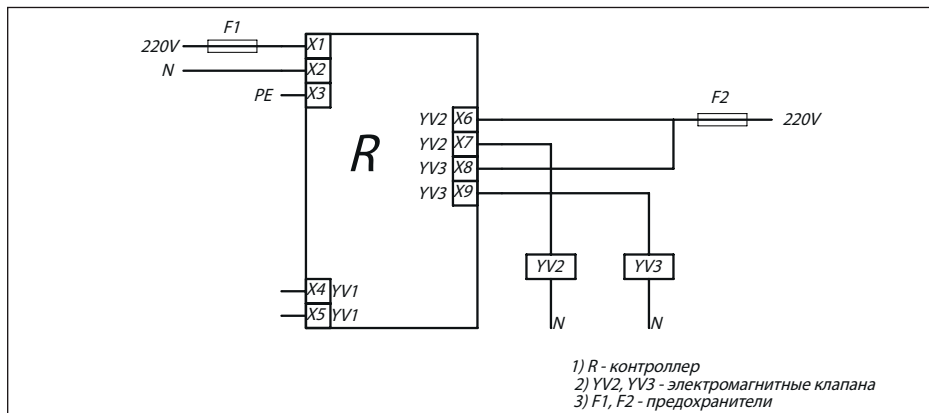 F1
220V
X1
N
X2
PE
X3
R
YV2 X6
F2
220V
YV2 X7
YV3 X8
YV3 X9
YV2
YV3
X4 YV1
X5 YV1
N
N
1) R - контроллер
2) YV2, YV3 - электромагнитные клапана
3) F1, F2 - предохранители